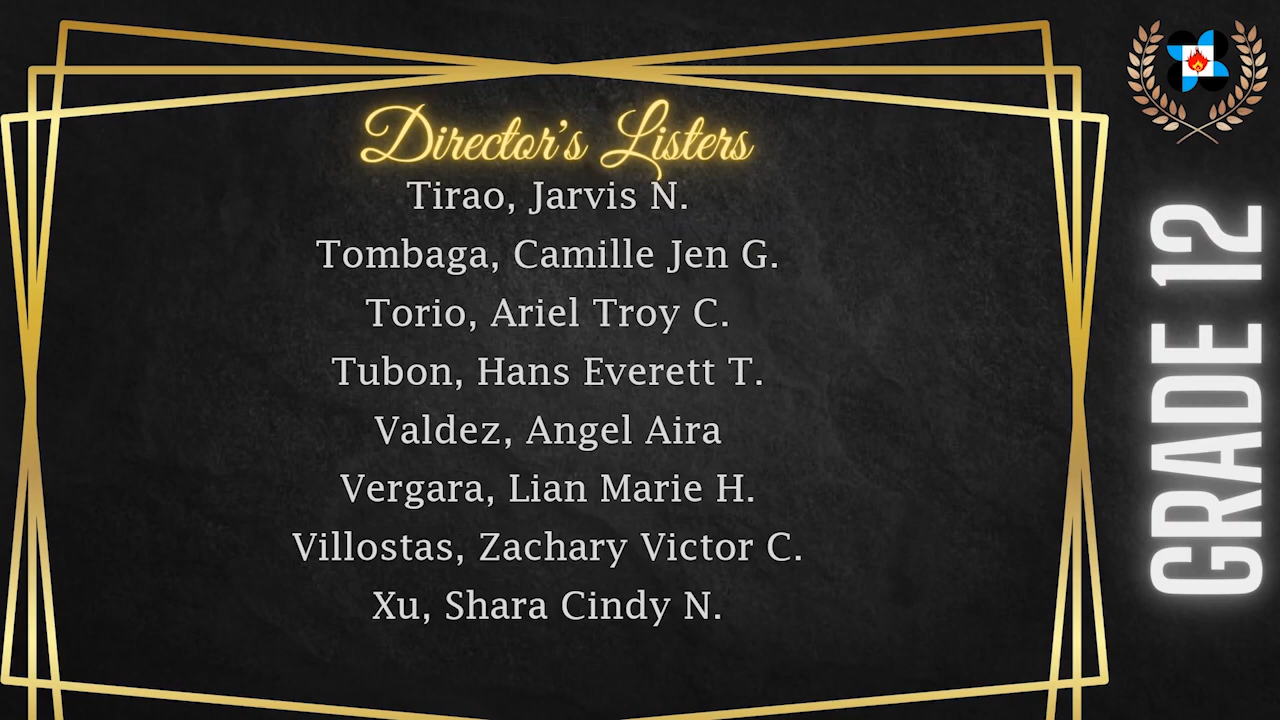 Director's Listers
Tirao, Jarvis N.
Tombaga, Camille Jen G.
Torio, Ariel Troy C.
Tubon, Hans Everett T.
Valdez, Angel Aira
Vergara, Lian Marie H.
Villostas, Zachary Victor C.
Xu, Shara Cindy N.
GRADE 12